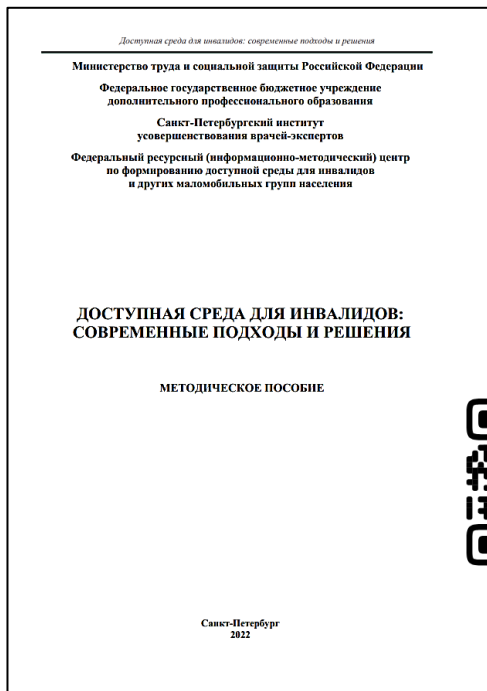 Доступная среда для инвалидов: современные подходы и решения
Министерство труда и социальной защиты Российской Федерации
Федеральное государственное бюджетное учреждение
дополнительного профессионального образования
Санкт-Петербургский институт
усовершенствования врачей-экспертов
Федеральный ресурсный (информационно-методический) центр
по формированию доступной среды для инвалидов
и других маломобильных групп населения
ДОСТУПНАЯ СРЕДА ДЛЯ ИНВАЛИДОВ:
СОВРЕМЕННЫЕ ПОДХОДЫ И РЕШЕНИЯ
МЕТОДИЧЕСКОЕ ПОСОБИЕ
Санкт-Петербург
2022